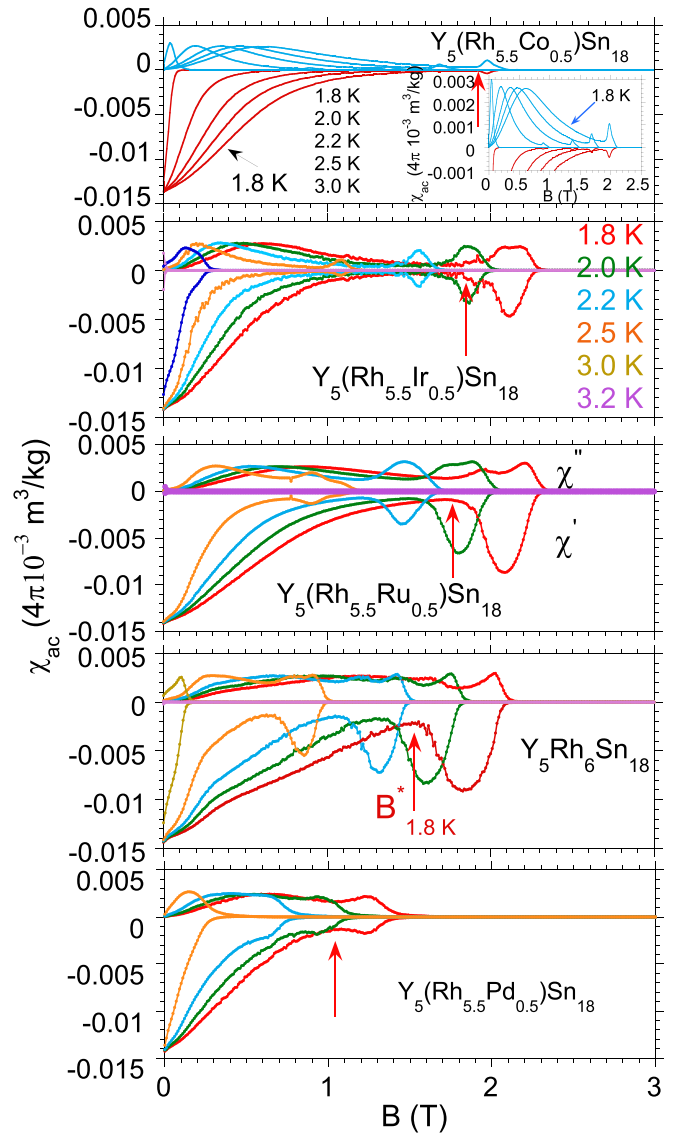 0.005
0
-0.005
-0.01
-0.015
Y5(Rh5.5Co0.5)Sn18
1.8 K
2.0 K
2.2 K
2.5 K
3.0 K
1.8 K
0.003
0.002
0.001
0
-0.001
1.8 K
χac (4π 10⁻³ m³/kg)
0 0.5 1 1.5 2 2.5
B (T)
0.005
0
-0.005
-0.01
-0.015
1.8 K
2.0 K
2.2 K
2.5 K
3.0 K
3.2 K
Y5(Rh5.5Ir0.5)Sn18
χac (4π10⁻³ m³/kg)
0.005
0
-0.005
-0.01
-0.015
χ"
χ'
Y5(Rh5.5Ru0.5)Sn18
0.005
0
-0.005
-0.01
-0.015
Y5Rh6Sn18
B*1.8 K
0.005
0
-0.005
-0.01
-0.015
Y5(Rh5.5Pd0.5)Sn18
0 1 2 3
B (T)